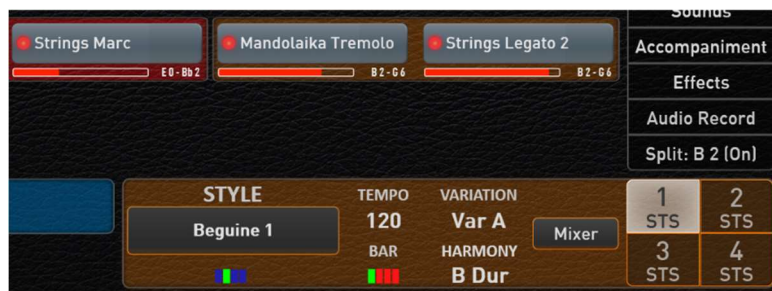 Sounds
Strings Marc
Mandolaika Tremolo
Strings Legato 2
Accompaniment
E0-Bb2
B2-G6
B2-G6
Effects
Audio Record
Split: B 2 (On)
STYLE
TEMPO
VARIATION
1
STS
2
STS
Beguine 1
120
Var A
Mixer
BAR
HARMONY
B Dur
3
STS
4
STS